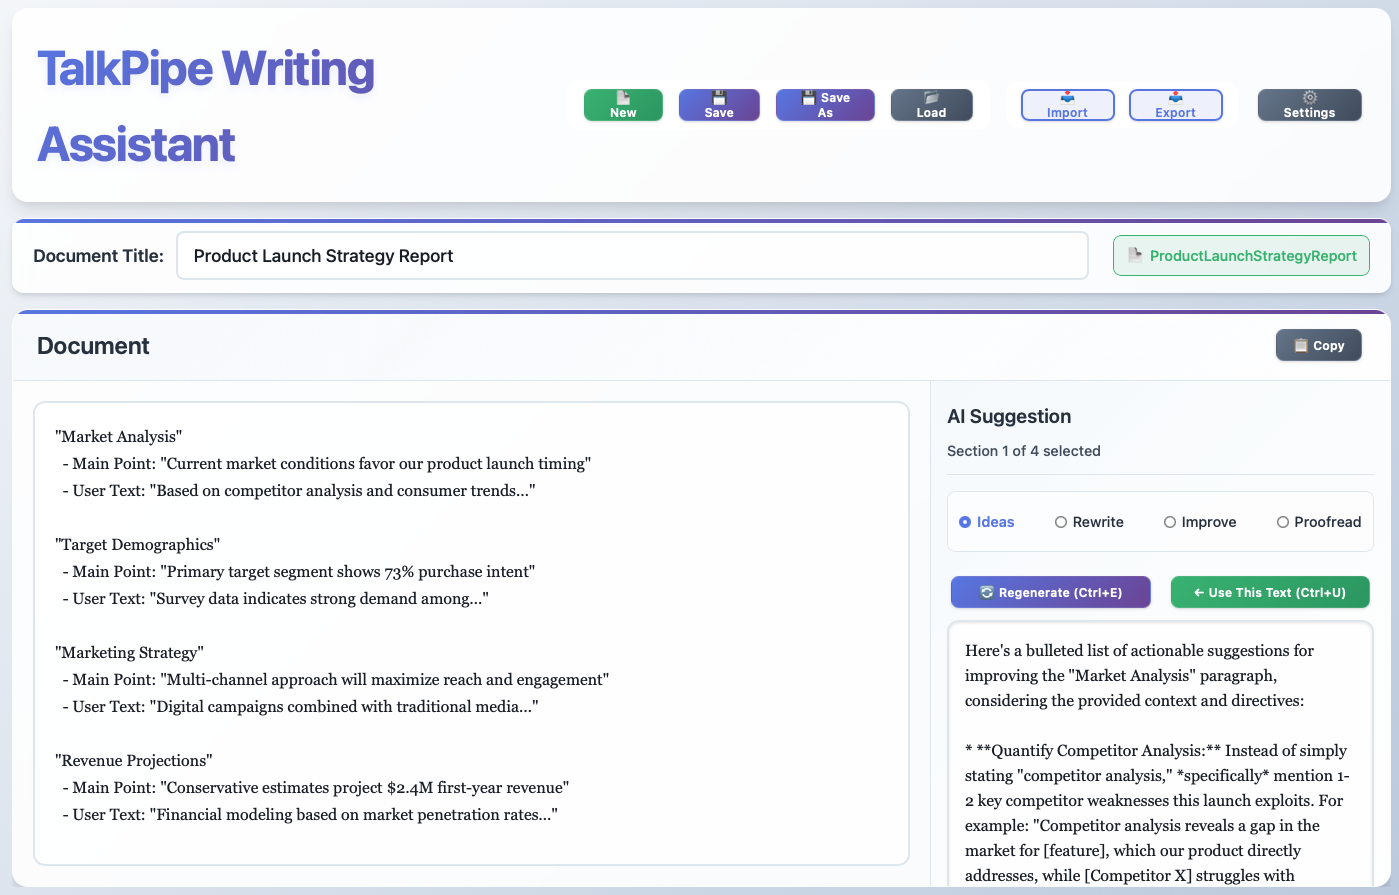 TalkPipe Writing
Assistant
New
Save
Save
As
Load
Import
Export
Settings
Document Title:
Product Launch Strategy Report
ProductLaunchStrategyReport
Document
Copy
"Market Analysis"
- Main Point: "Current market conditions favor our product launch timing"
- User Text: "Based on competitor analysis and consumer trends..."
"Target Demographics"
- Main Point: "Primary target segment shows 73% purchase intent"
- User Text: "Survey data indicates strong demand among..."
"Marketing Strategy"
- Main Point: "Multi-channel approach will maximize reach and engagement"
- User Text: "Digital campaigns combined with traditional media..."
"Revenue Projections"
- Main Point: "Conservative estimates project $2.4M first-year revenue"
- User Text: "Financial modeling based on market penetration rates..."
AI Suggestion
Section 1 of 4 selected
Ideas
Rewrite
Improve
Proofread
Regenerate (Ctrl+E)
← Use This Text (Ctrl+U)
Here's a bulleted list of actionable suggestions for
improving the "Market Analysis" paragraph,
considering the provided context and directives:
* **Quantify Competitor Analysis:** Instead of simply
stating "competitor analysis," *specifically* mention 1-
2 key competitor weaknesses this launch exploits. For
example: "Competitor analysis reveals a gap in the
market for [feature], which our product directly
addresses, while [Competitor X] struggles with